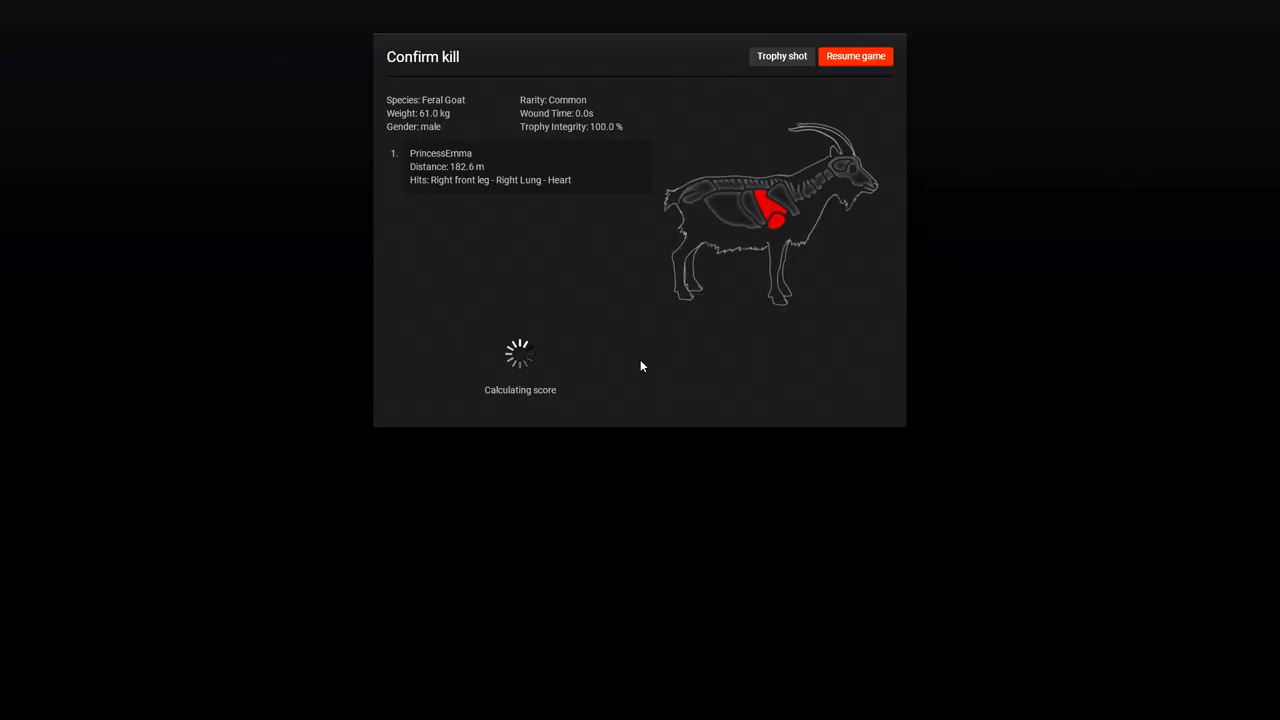 Confirm kill
Trophy shot
Resume game
Species: Feral Goat
Rarity: Common
Weight: 61.0 kg
Wound Time: 0.0s
Gender: male
Trophy Integrity: 100.0 %
1. PrincessEmma
Distance: 182.6 m
Hits: Right front leg - Right Lung - Heart
Calculating score